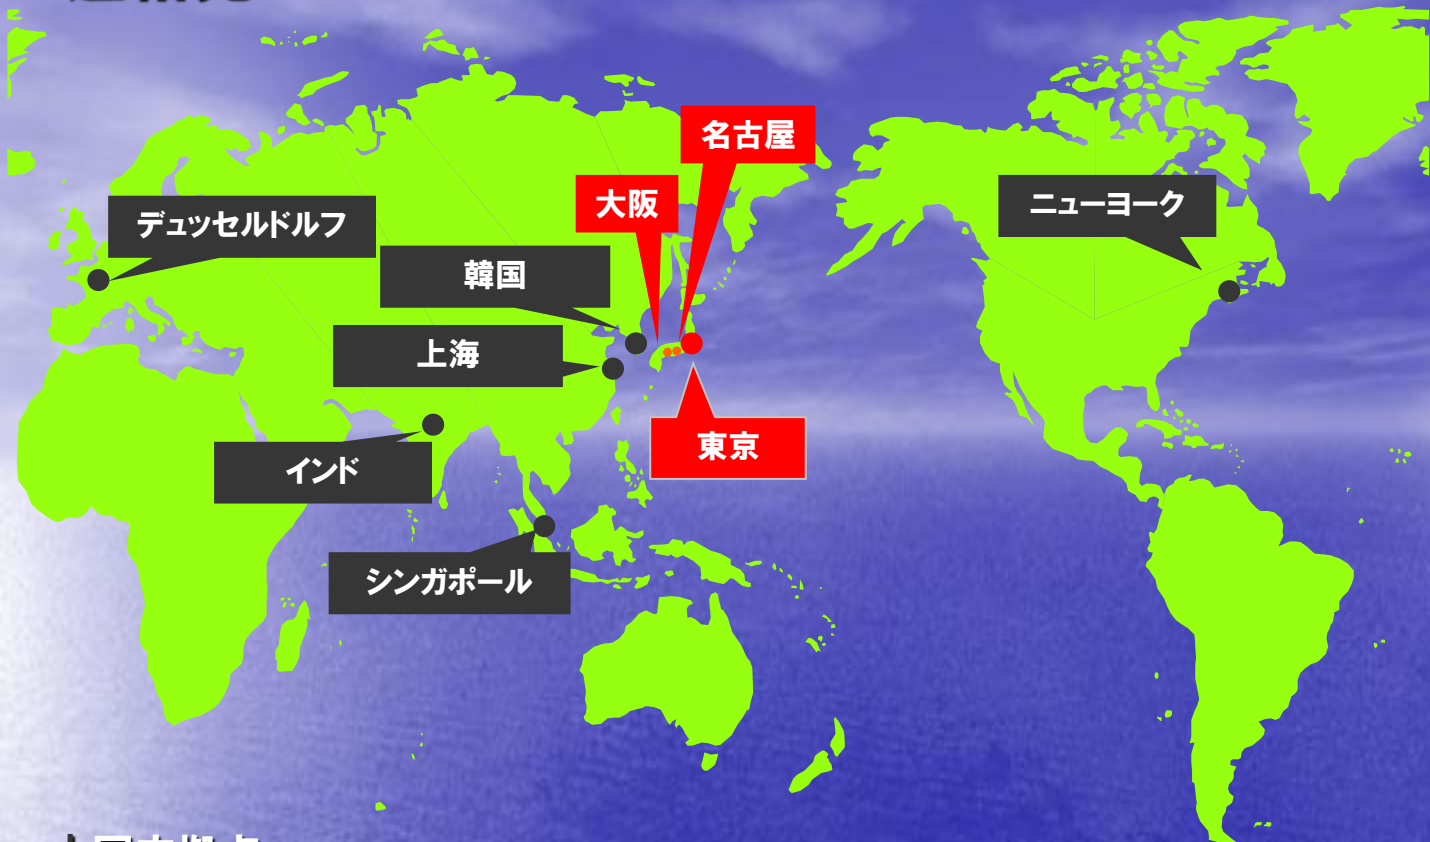 名古屋
大阪
ニューヨーク
デュッセルドルフ
韓国
上海
東京
インド
シンガポール